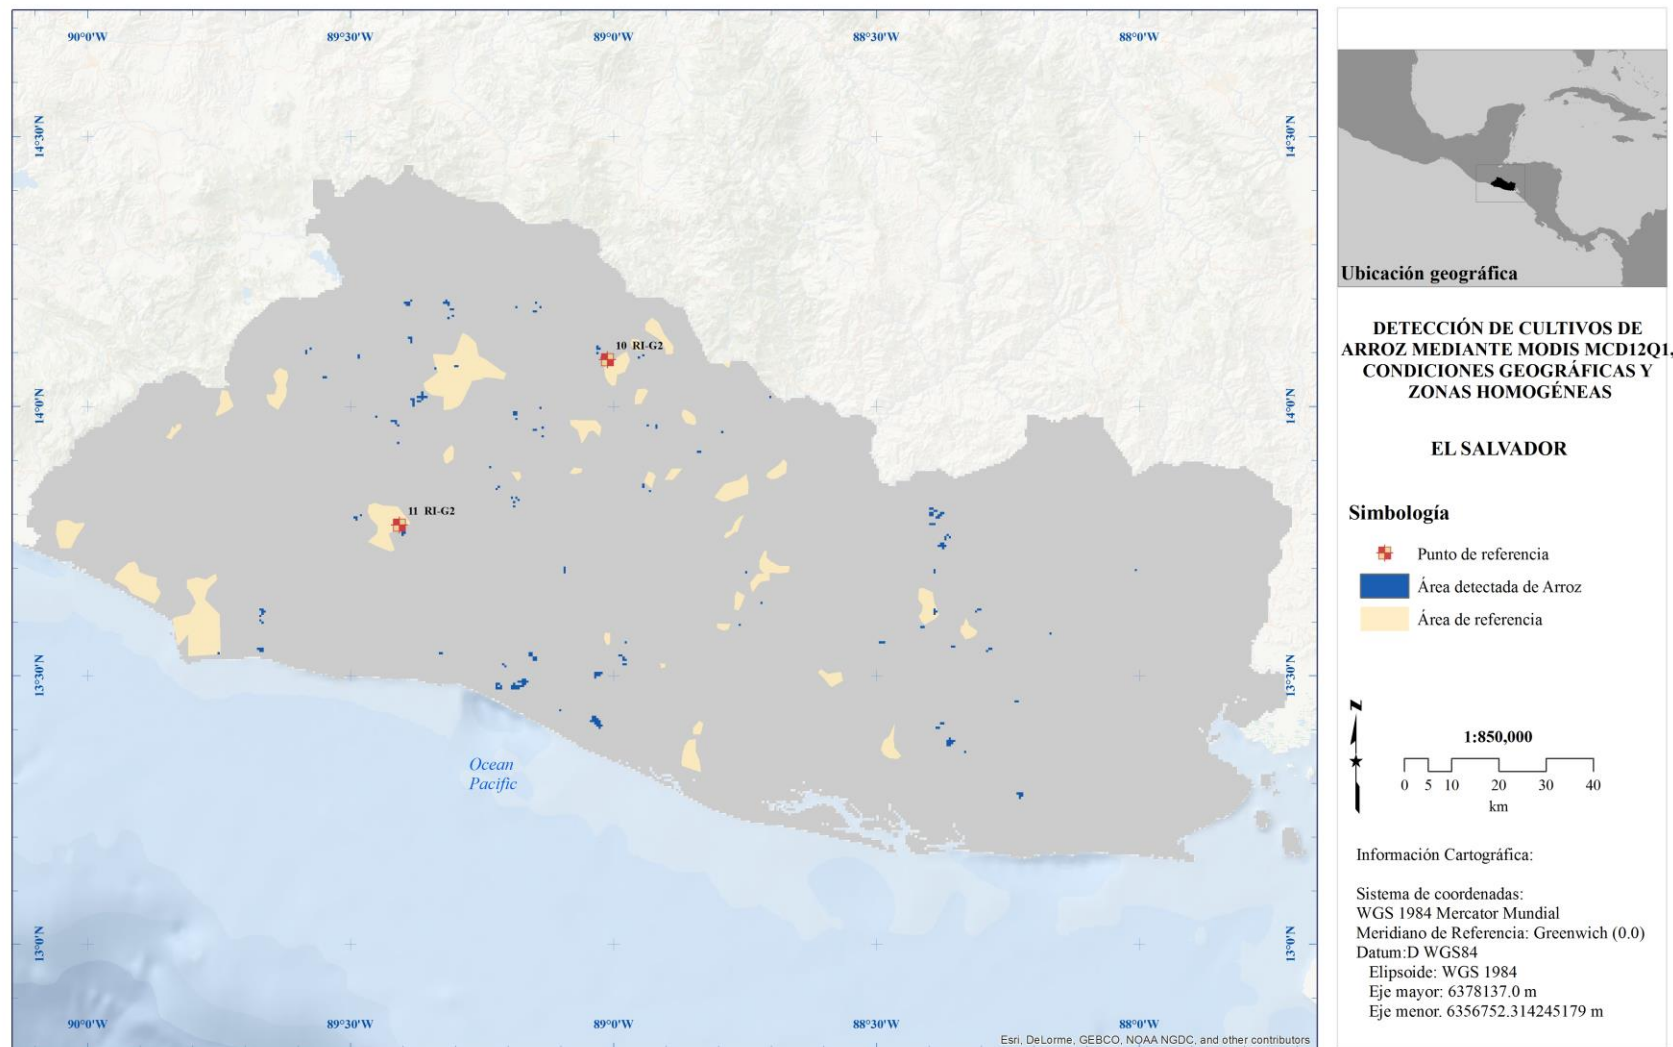 90°0'W 89°30'W 89°0'W 88°30'W 88°0'W
14°30'N 14°30'N
10 RI-G2
14°0'N 14°0'N
11 RI-G2
13°30'N 13°30'N
Ocean
Pacific
13°0'N 13°0'N
90°0'W 89°30'W 89°0'W 88°30'W 88°0'W
Esri, DeLorme, GEBCO, NOAA NGDC, and other contributors
Ubicación geográfica
DETECCIÓN DE CULTIVOS DE
ARROZ MEDIANTE MODIS MCD12Q1,
CONDICIONES GEOGRÁFICAS Y
ZONAS HOMOGÉNEAS
EL SALVADOR
Simbología
Punto de referencia
Área detectada de Arroz
Área de referencia
N
1:850,000
0 5 10 20 30 40
km
Información Cartográfica:
Sistema de coordenadas:
WGS 1984 Mercator Mundial
Meridiano de Referencia: Greenwich (0.0)
Datum:D WGS84
Elipsoide: WGS 1984
Eje mayor: 6378137.0 m
Eje menor. 6356752.314245179 m